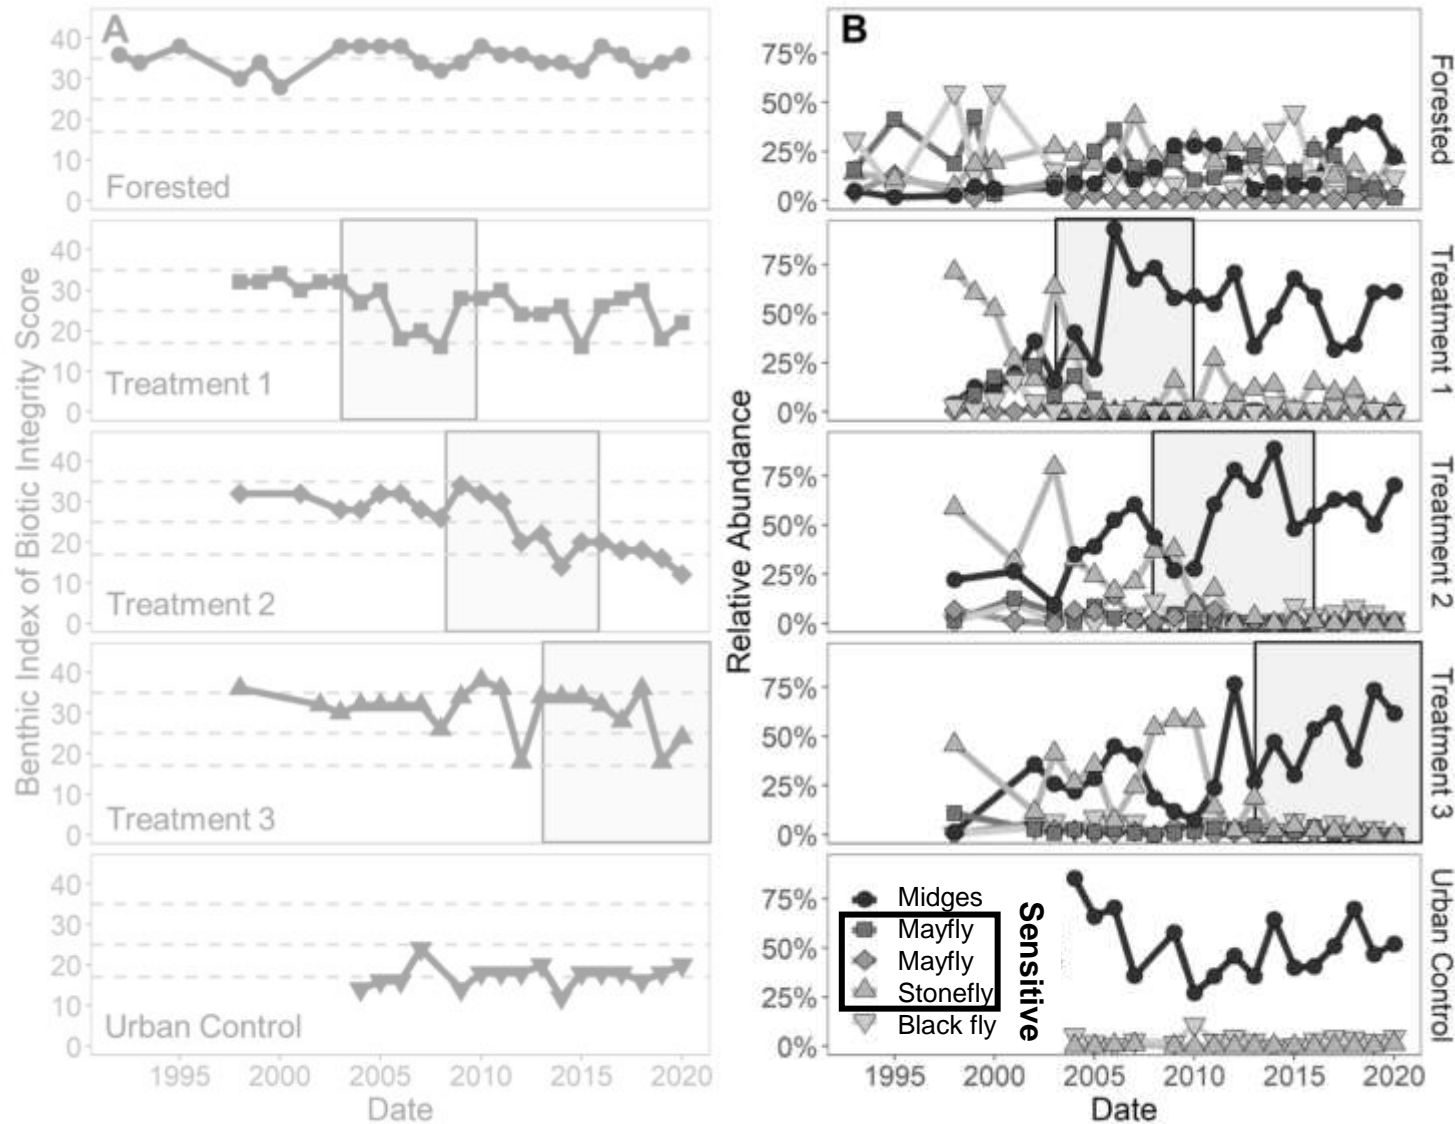 A
Benthic Index of Biotic Integrity Score
40
30
20
10
0
Forested
40
30
20
10
0
Treatment 1
40
30
20
10
0
Treatment 2
40
30
20
10
0
Treatment 3
40
30
20
10
0
Urban Control
1995 2000 2005 2010 2015 2020
Date
B
Relative Abundance
75%
50%
25%
0%
Forested
75%
50%
25%
0%
Treatment 1
75%
50%
25%
0%
Treatment 2
75%
50%
25%
0%
Treatment 3
75%
50%
25%
0%
Urban Control
Midges
Mayfly
Mayfly
Stonefly
Black fly
Sensitive
1995 2000 2005 2010 2015 2020
Date